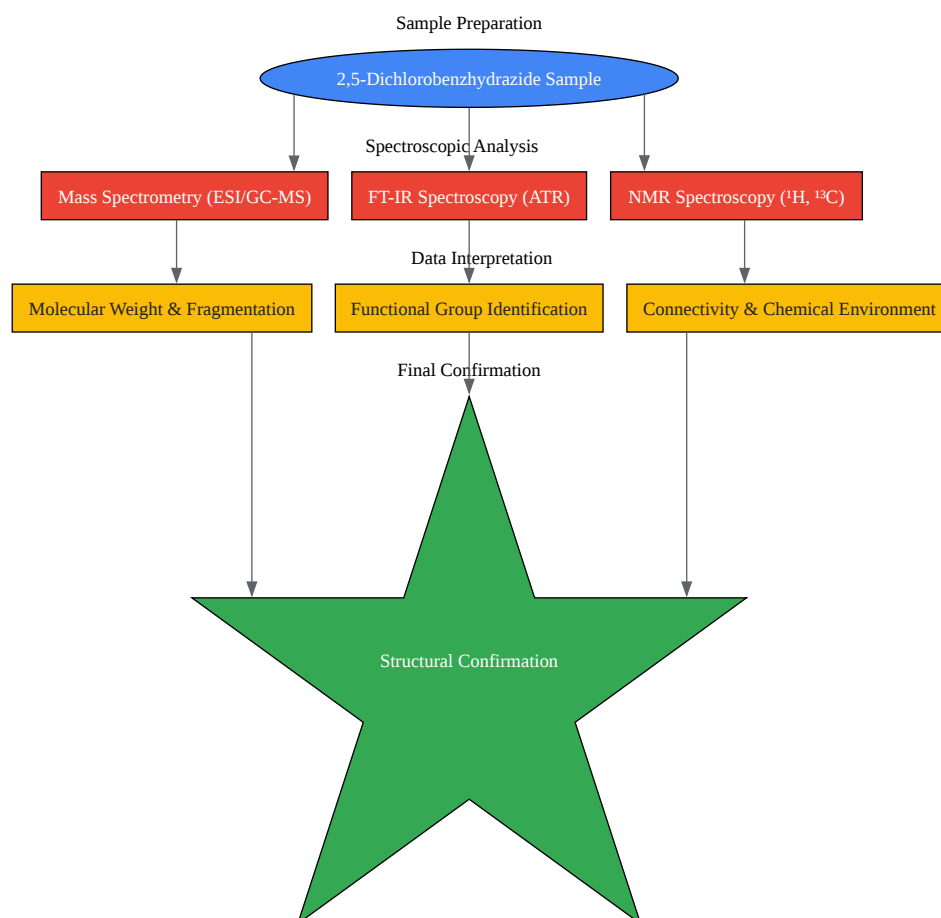 Sample Preparation
2,5-Dichlorobenzhydrazide Sample
Spectroscopic Analysis
Mass Spectrometry (ESI/GC-MS)
FT-IR Spectroscopy (ATR)
NMR Spectroscopy (¹H, ¹³C)
Data Interpretation
Molecular Weight & Fragmentation
Functional Group Identification
Connectivity & Chemical Environment
Final Confirmation
Structural Confirmation